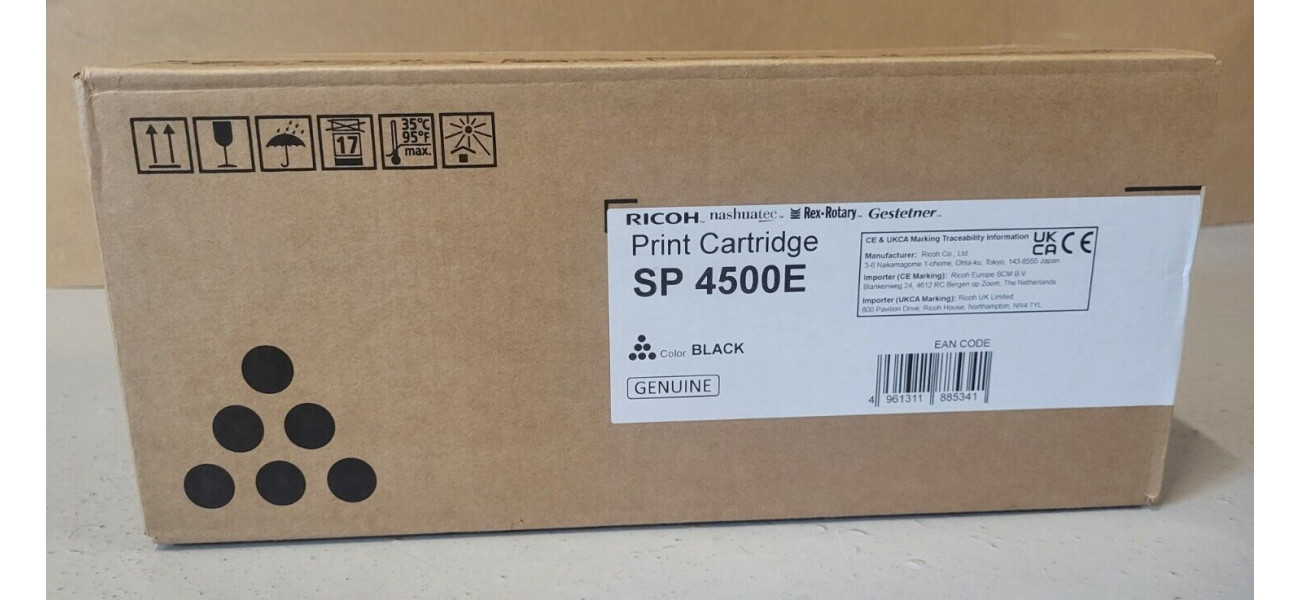 17
35°C
95°F
max.
RICOH nashuatec Rex·Rotary Gestetner
Print Cartridge
SP 4500E
Color BLACK
GENUINE
CE & UKCA Marking Traceability Information
UK
CA CE
Manufacturer: Ricoh Co., Ltd.
3-6 Nakamagome 1-chome, Ohta-ku, Tokyo, 143-8555 Japan
Importer (CE Marking): Ricoh Europe SCM B.V.
Blankenweg 24, 4612 RC Bergen op Zoom, The Netherlands
Importer (UKCA Marking): Ricoh UK Limited
800 Pavilion Drive, Ricoh House, Northampton, NN4 7YL
EAN CODE
4 961311 885341